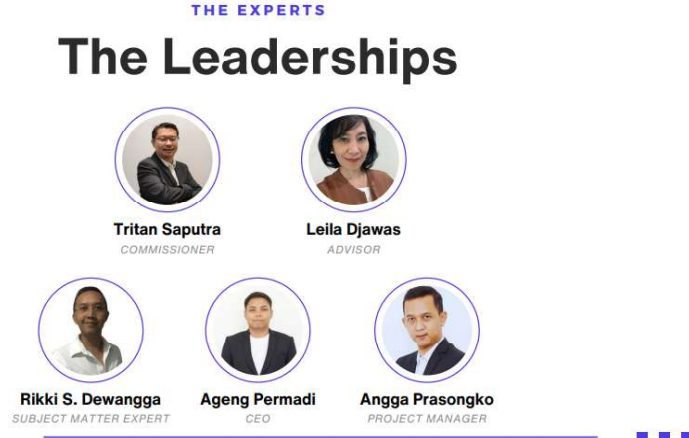 THE EXPERTS
The Leaderships
Tritan Saputra
COMMISSIONER
Leila Djawas
ADVISOR
Rikki S. Dewangga
SUBJECT MATTER EXPERT
Ageng Permadi
CEO
Angga Prasongko
PROJECT MANAGER